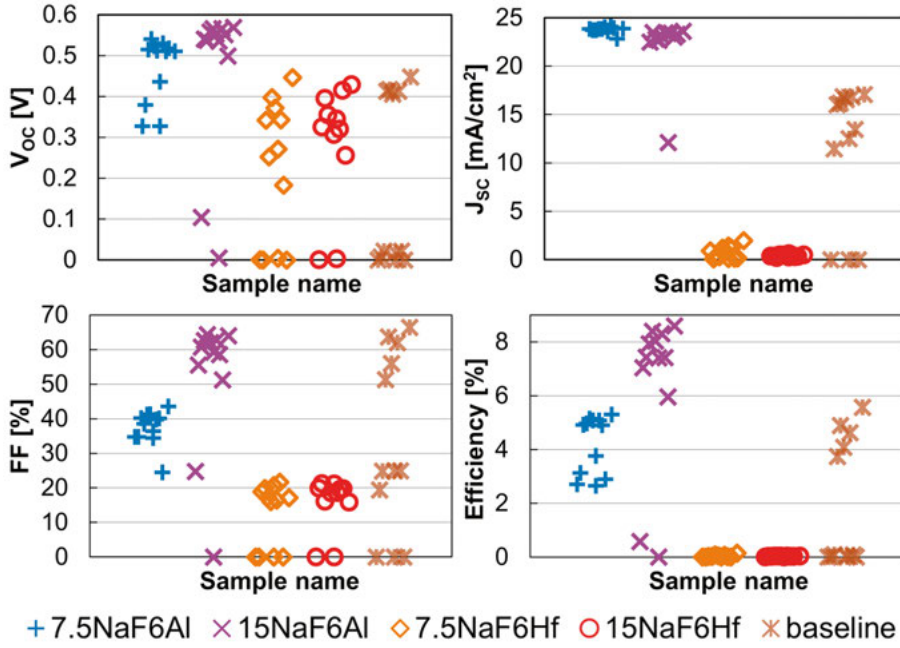 V_OC [V]
0.6
0.5
0.4
0.3
0.2
0.1
0
Sample name
J_SC [mA/cm²]
25
20
15
10
5
0
Sample name
FF [%]
70
60
50
40
30
20
10
0
Sample name
Efficiency [%]
8
6
4
2
0
Sample name
7.5NaF6Al 15NaF6Al 7.5NaF6Hf 15NaF6Hf baseline